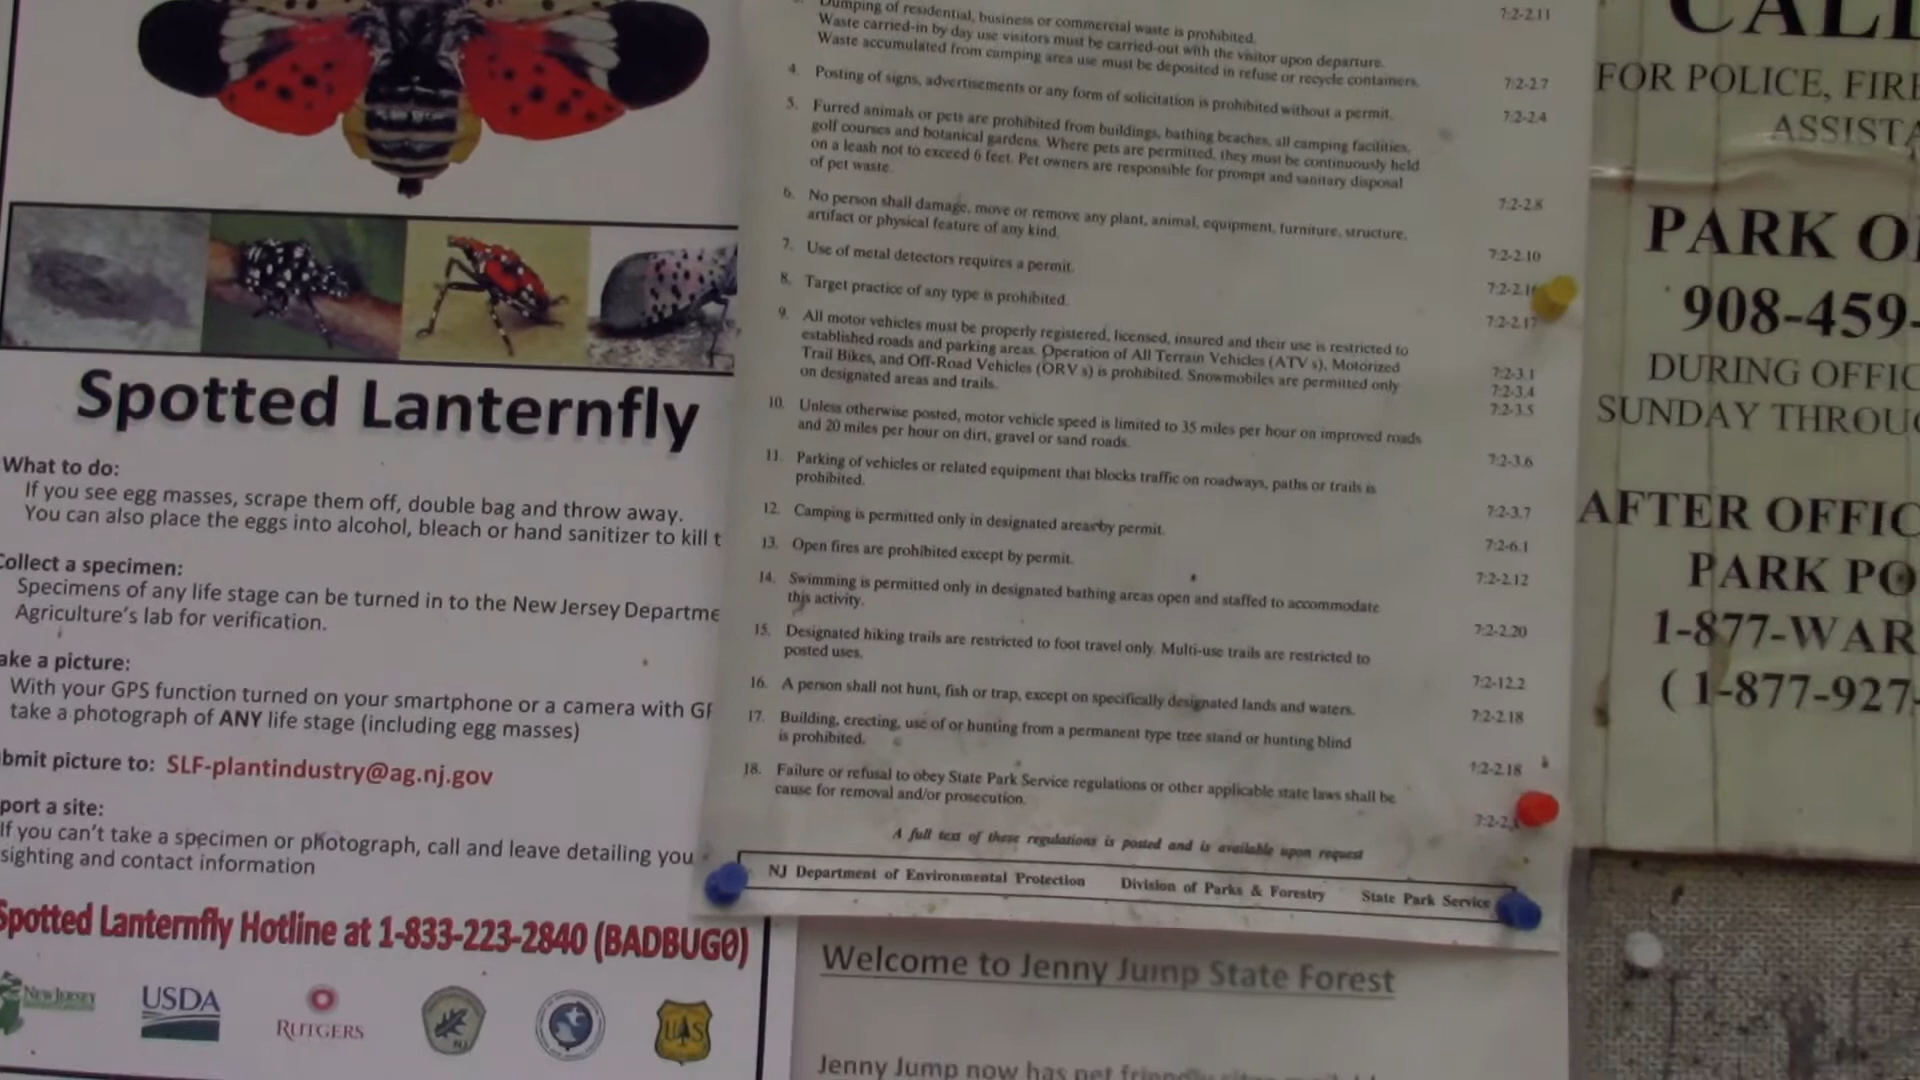 Spotted Lanternfly
What to do:
If you see egg masses, scrape them off, double bag and throw away.
You can also place the eggs into alcohol, bleach or hand sanitizer to kill t
Collect a specimen:
Specimens of any life stage can be turned in to the New Jersey Departme
Agriculture's lab for verification.
ake a picture:
With your GPS function turned on your smartphone or a camera with GP
take a photograph of ANY life stage (including egg masses)
bmit picture to: SLF-plantindustry@ag.nj.gov
port a site:
If you can't take a specimen or photograph, call and leave detailing you
sighting and contact information
Spotted Lanternfly Hotline at 1-833-223-2840 (BADBUG0)
NEW JERSEY
USDA
RUTGERS
NJ
U S
Dumping of residential, business or commercial waste is prohibited. 7:2-2.11
Waste carried-in by day use visitors must be carried-out with the visitor upon departure.
Waste accumulated from camping area use must be deposited in refuse or recycle containers. 7:2-2.7
4. Posting of signs, advertisements or any form of solicitation is prohibited without a permit. 7:2-2.4
5. Furred animals or pets are prohibited from buildings, bathing beaches, all camping facilities,
golf courses and botanical gardens. Where pets are permitted, they must be continuously held
on a leash not to exceed 6 feet. Pet owners are responsible for prompt and sanitary disposal
of pet waste. 7:2-2.8
6. No person shall damage, move or remove any plant, animal, equipment, furniture, structure,
artifact or physical feature of any kind. 7:2-2.10
7. Use of metal detectors requires a permit. 7:2-2.16
8. Target practice of any type is prohibited. 7:2-2.17
9. All motor vehicles must be properly registered, licensed, insured and their use is restricted to
established roads and parking areas. Operation of All Terrain Vehicles (ATV s), Motorized 7:2-3.1
Trail Bikes, and Off-Road Vehicles (ORV s) is prohibited. Snowmobiles are permitted only 7:2-3.4
on designated areas and trails. 7:2-3.5
10. Unless otherwise posted, motor vehicle speed is limited to 35 miles per hour on improved roads
and 20 miles per hour on dirt, gravel or sand roads. 7:2-3.6
11. Parking of vehicles or related equipment that blocks traffic on roadways, paths or trails is
prohibited. 7:2-3.7
12. Camping is permitted only in designated areas by permit. 7:2-6.1
13. Open fires are prohibited except by permit. 7:2-2.12
14. Swimming is permitted only in designated bathing areas open and staffed to accommodate
this activity. 7:2-2.20
15. Designated hiking trails are restricted to foot travel only. Multi-use trails are restricted to
posted uses. 7:2-12.2
16. A person shall not hunt, fish or trap, except on specifically designated lands and waters. 7:2-2.18
17. Building, erecting, use of or hunting from a permanent type tree stand or hunting blind
is prohibited. 7:2-2.18
18. Failure or refusal to obey State Park Service regulations or other applicable state laws shall be
cause for removal and/or prosecution. 7:2-2.
A full text of these regulations is posted and is available upon request
NJ Department of Environmental Protection Division of Parks & Forestry State Park Service
Welcome to Jenny Jump State Forest
Jenny Jump now has pet friendly
CALL
FOR POLICE, FIRE
ASSISTA
PARK O
908-459-
DURING OFFIC
SUNDAY THROUG
AFTER OFFIC
PARK PO
1-877-WAR
( 1-877-927-